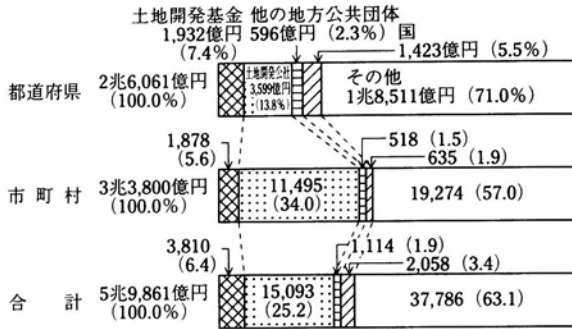 土地開発基金 他の地方公共団体
1,932億円 596億円 (2.3%) 国
(7.4%) 1,423億円 (5.5%)
都道府県 2兆6,061億円 (100.0%) 土地開発公社 3,599億円 (13.8%) その他 1兆8,511億円 (71.0%)
1,878 (5.6) 518 (1.5)
635 (1.9)
市町村 3兆3,800億円 (100.0%) 11,495 (34.0) 19,274 (57.0)
3,810 (6.4) 1,114 (1.9)
2,058 (3.4)
合計 5兆9,861億円 (100.0%) 15,093 (25.2) 37,786 (63.1)